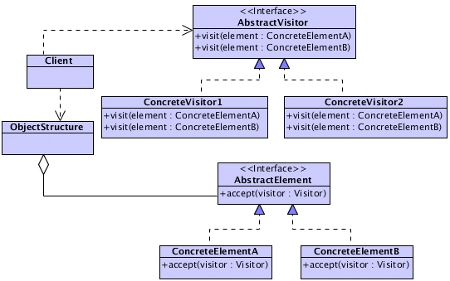 <<Interface>>
AbstractVisitor
+visit(element : ConcreteElementA)
+visit(element : ConcreteElementB)
Client
ConcreteVisitor1
+visit(element : ConcreteElementA)
+visit(element : ConcreteElementB)
ConcreteVisitor2
+visit(element : ConcreteElementA)
+visit(element : ConcreteElementB)
ObjectStructure
<<Interface>>
AbstractElement
+accept(visitor : Visitor)
ConcreteElementA
+accept(visitor : Visitor)
ConcreteElementB
+accept(visitor : Visitor)